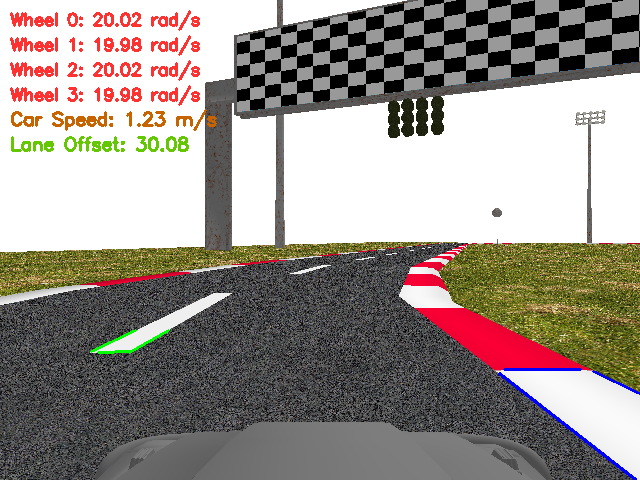 Wheel 0: 20.02 rad/s
Wheel 1: 19.98 rad/s
Wheel 2: 20.02 rad/s
Wheel 3: 19.98 rad/s
Car Speed: 1.23 m/s
Lane Offset: 30.08